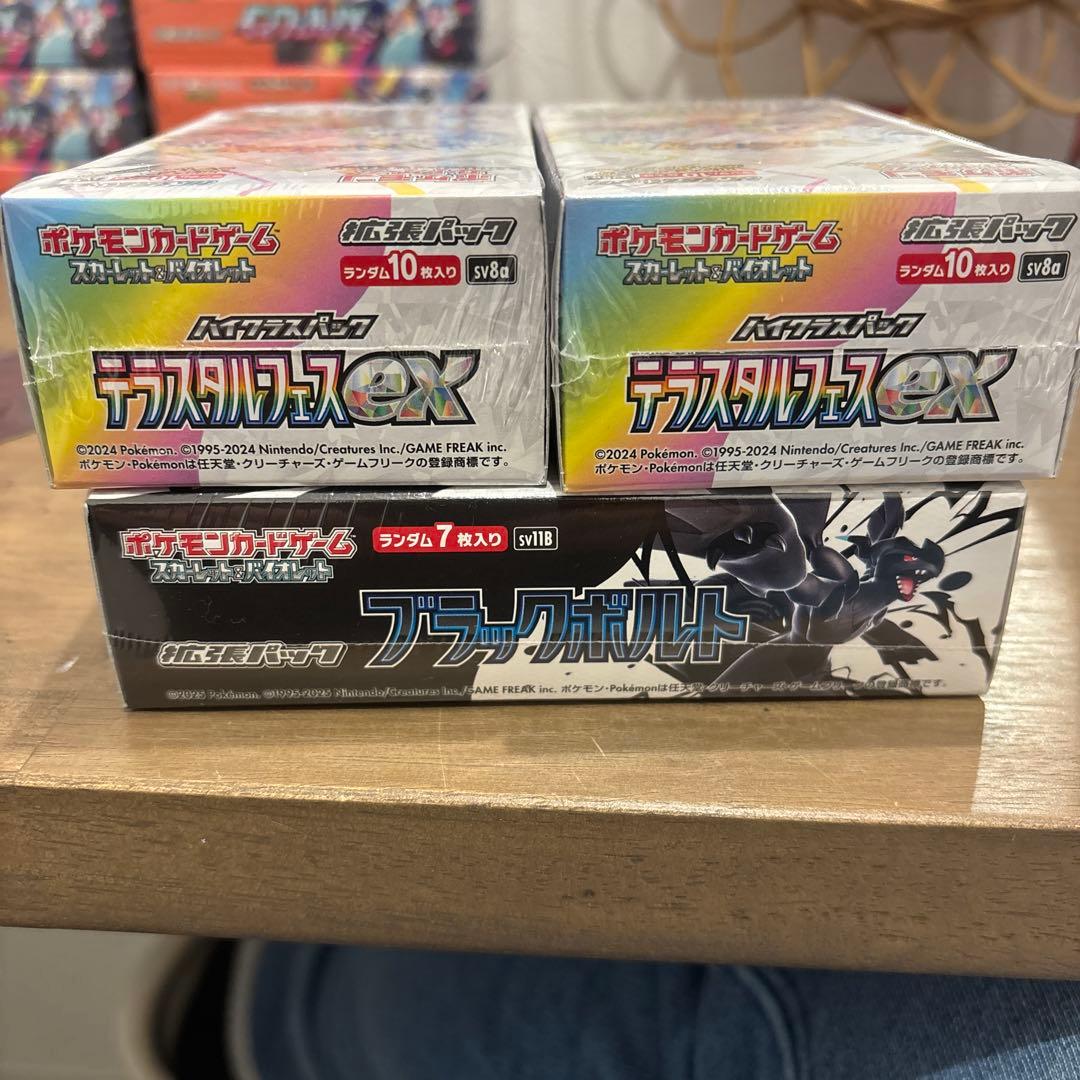 ポケモンカードゲーム
スカーレット&バイオレット
拡張パック
ランダム10枚入り sv8a
ハイクラスパック
テラスタルフェスex
©2024 Pokémon. ©1995-2024 Nintendo/Creatures Inc./GAME FREAK inc.
ポケモン・Pokémonは任天堂・クリーチャーズ・ゲームフリークの登録商標です。
ポケモンカードゲーム
スカーレット&バイオレット
拡張パック
ランダム10枚入り sv8a
ハイクラスパック
テラスタルフェスex
©2024 Pokémon. ©1995-2024 Nintendo/Creatures Inc./GAME FREAK inc.
ポケモン・Pokémonは任天堂・クリーチャーズ・ゲームフリークの登録商標です。
ポケモンカードゲーム
スカーレット&バイオレット
ランダム7枚入り SV11B
ブラックボルト
拡張パック
©2025 Pokémon. ©1995-2025 Nintendo/Creatures Inc./GAME FREAK inc. ポケモン・Pokémonは任天堂・クリーチャーズ・ゲームフリークの登録商標です。